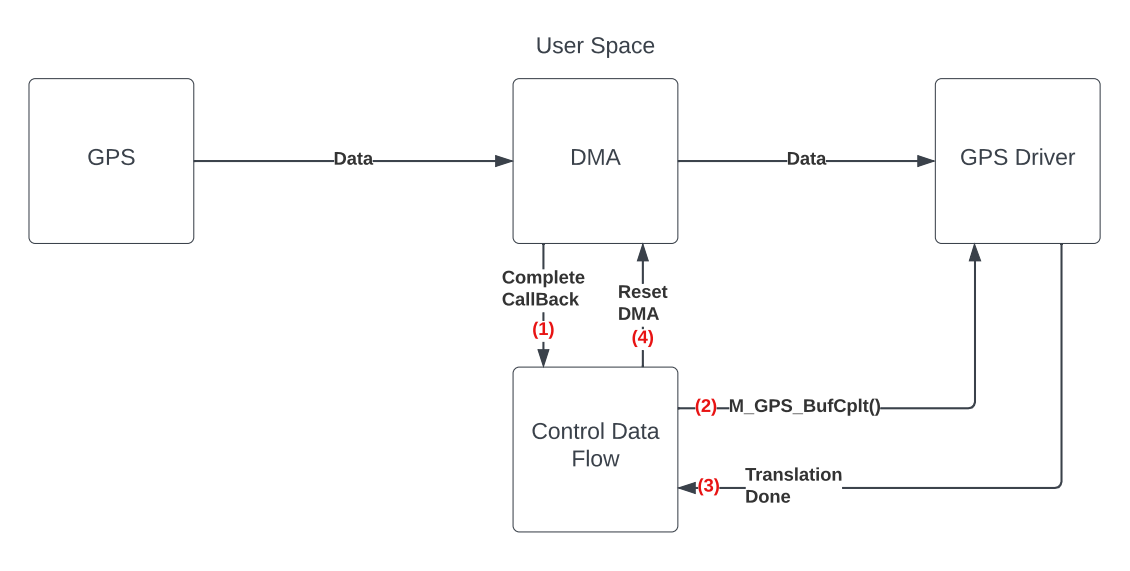 User Space
GPS
Data
DMA
Data
GPS Driver
Complete
CallBack
(1)
Reset
DMA
(4)
(2)
M_GPS_BufCplt()
Control Data
Flow
(3)
Translation
Done